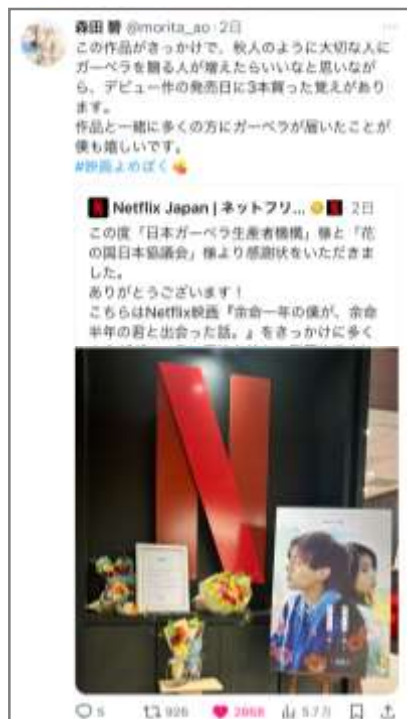 森田 碧 @morita_ao・2日
この作品がきっかけで、秋人のように大切な人に
ガーベラを贈る人が増えたらいいなと思いなが
ら、デビュー作の発売日に3本買った覚えがあり
ます。
作品と一緒に多くの方にガーベラが届いたことが
僕も嬉しいです。
#映画よめぼく
Netflix Japan | ネットフリ... 2日
この度「日本ガーベラ生産者機構」様と「花
の国日本協議会」様より感謝状をいただきま
した。
ありがとうございます！
こちらはNetflix映画『余命一年の僕が、余命
半年の君と出会った話。』をきっかけに多く
N
5 926 2868 5.7万